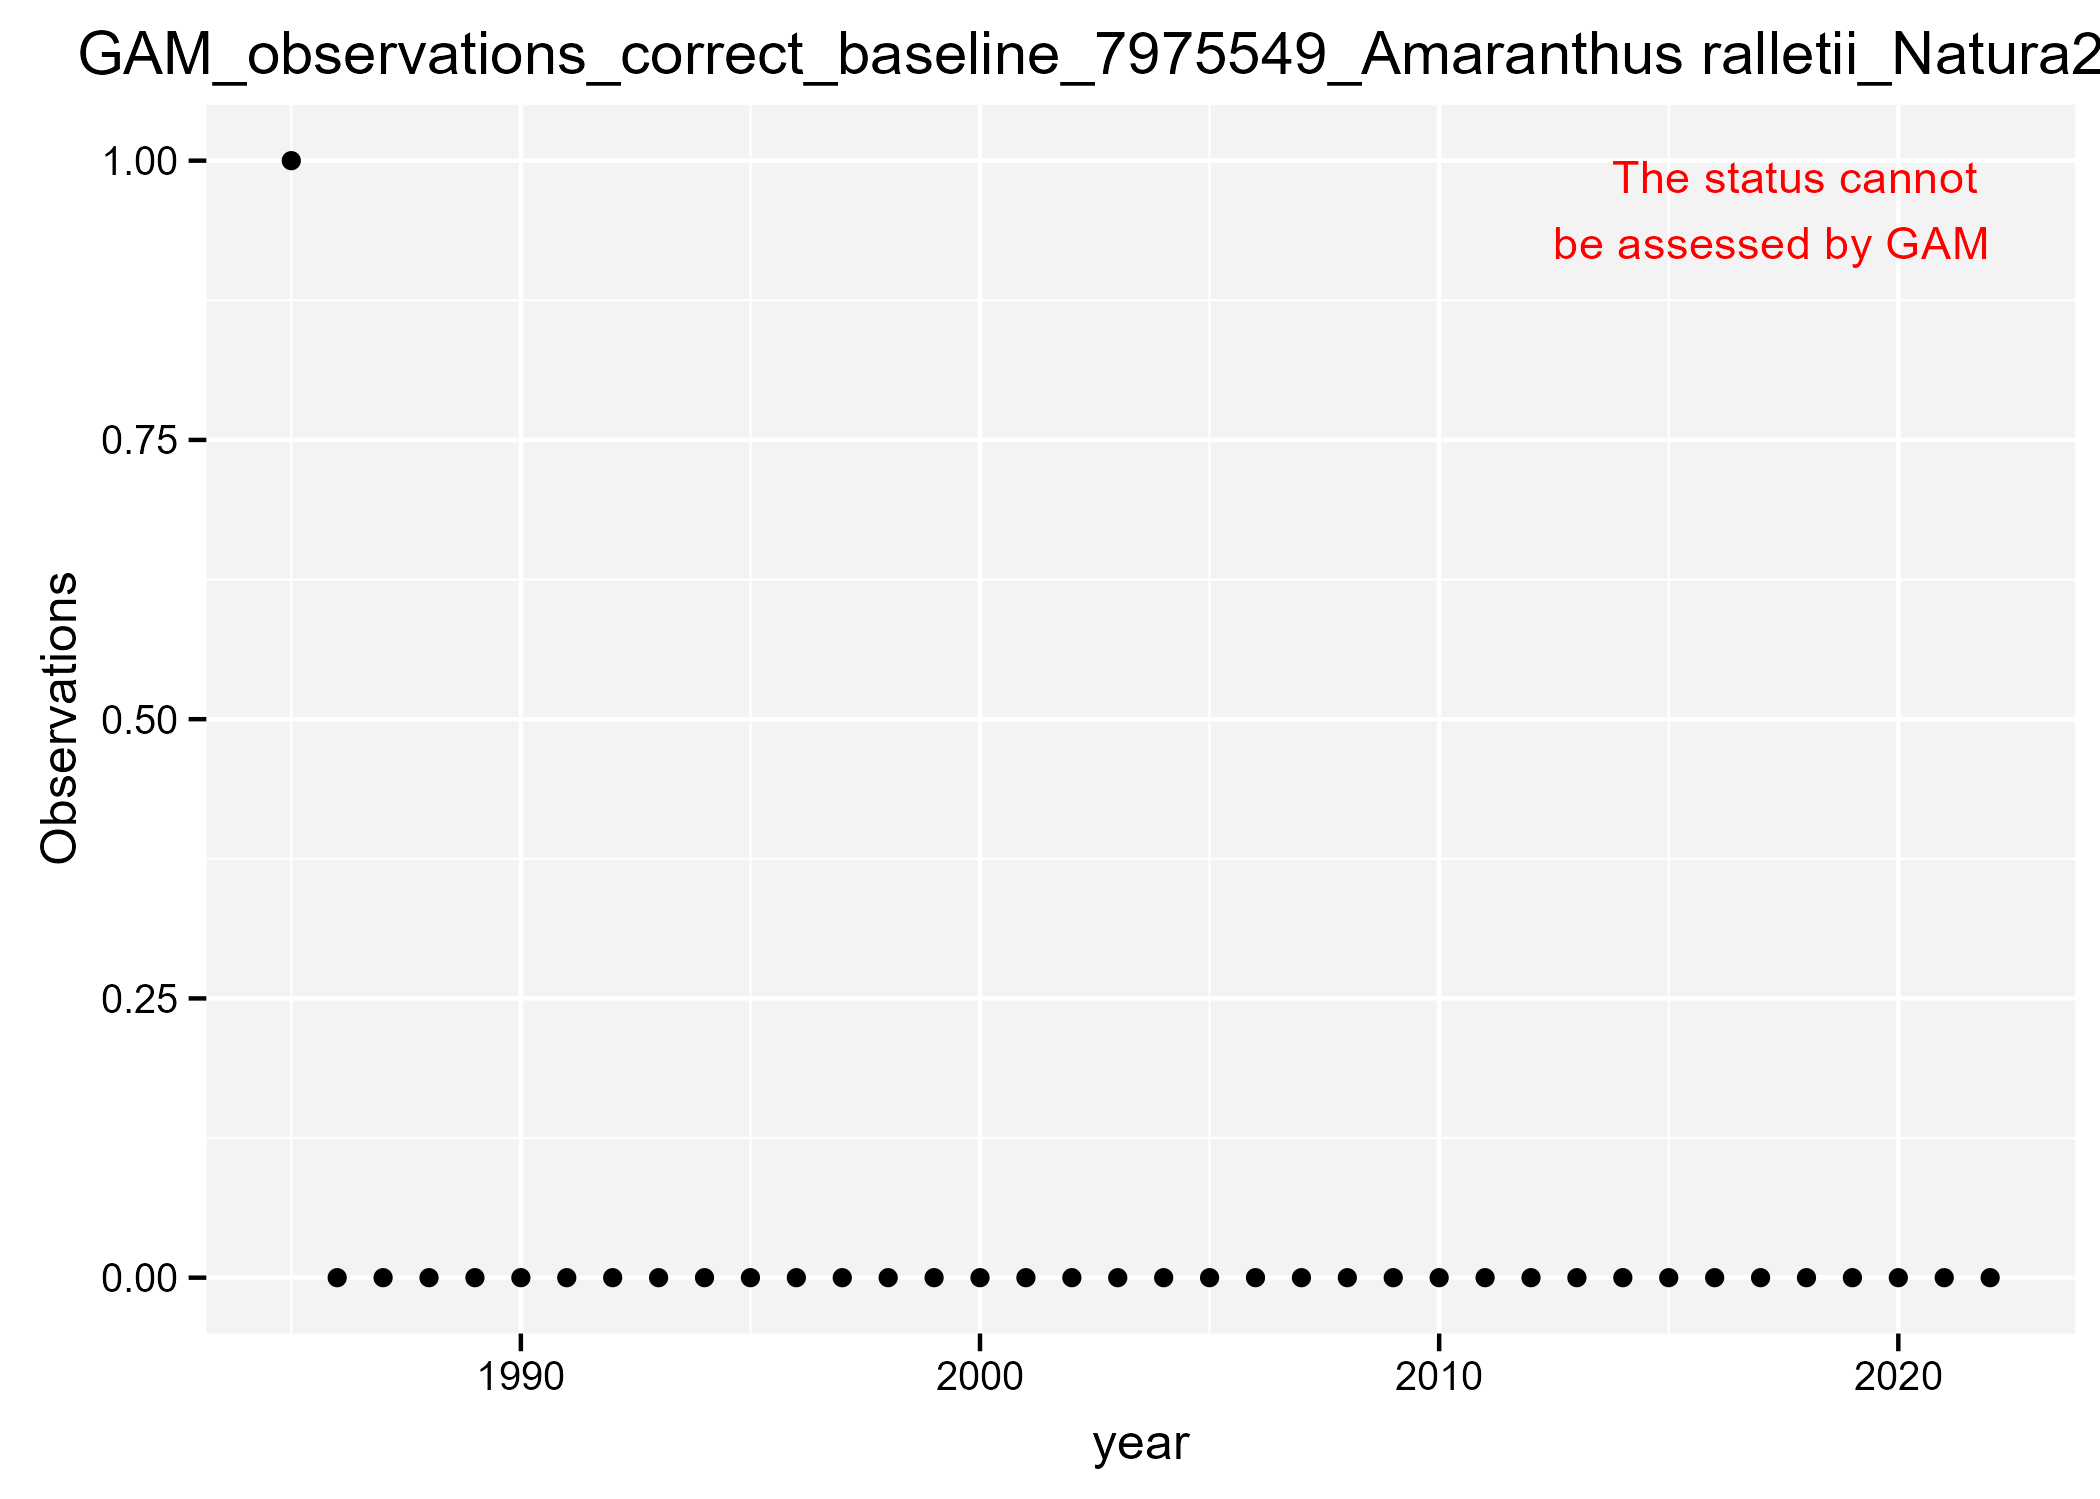 GAM_observations_correct_baseline_7975549_Amaranthus ralletii_Natura2
The status cannot
be assessed by GAM
1.00
0.75
0.50
0.25
0.00
Observations
1990 2000 2010 2020
year